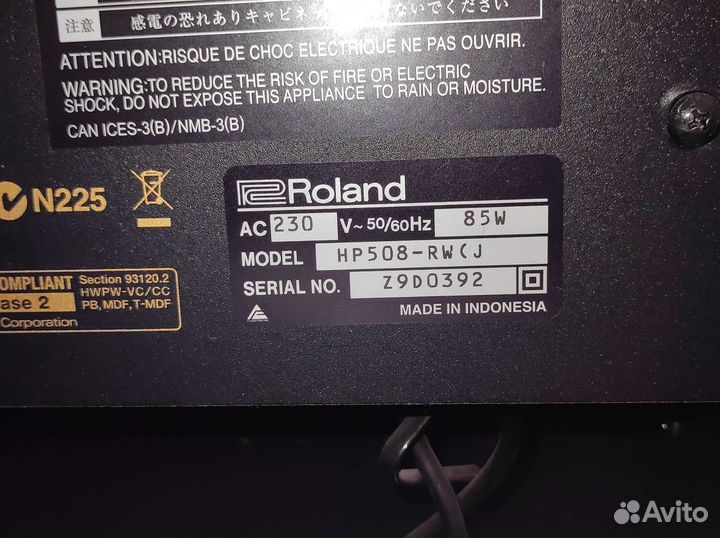 注意 感電の恐れありキャビネ ないでください
ATTENTION:RISQUE DE CHOC ELECTRIQUE NE PAS OUVRIR.
WARNING:TO REDUCE THE RISK OF FIRE OR ELECTRIC
SHOCK, DO NOT EXPOSE THIS APPLIANCE TO RAIN OR MOISTURE.
CAN ICES-3(B)/NMB-3(B)
N225
Roland
AC 230 V~50/60Hz 85W
MODEL HP508-RW(J
SERIAL NO. Z9D0392
MADE IN INDONESIA
COMPLIANT Section 93120.2
ase 2 HWPW-VC/CC
PB,MDF,T-MDF
Corporation
Avito